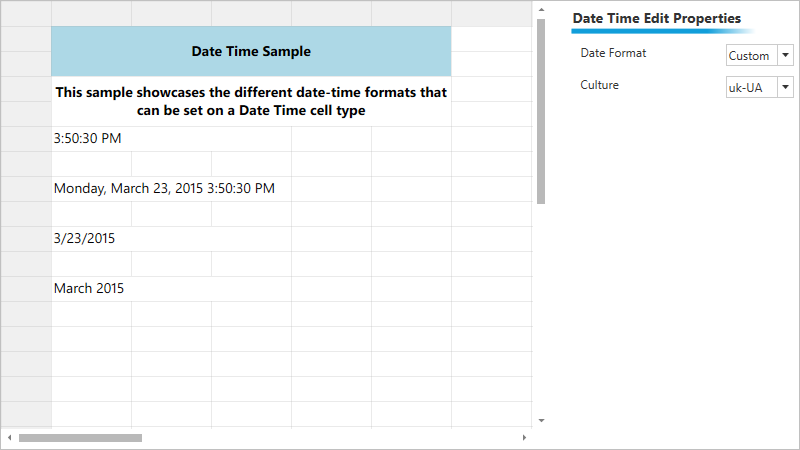 Date Time Sample
This sample showcases the different date-time formats that
can be set on a Date Time cell type
3:50:30 PM
Monday, March 23, 2015 3:50:30 PM
3/23/2015
March 2015
Date Time Edit Properties
Date Format Custom
Culture uk-UA